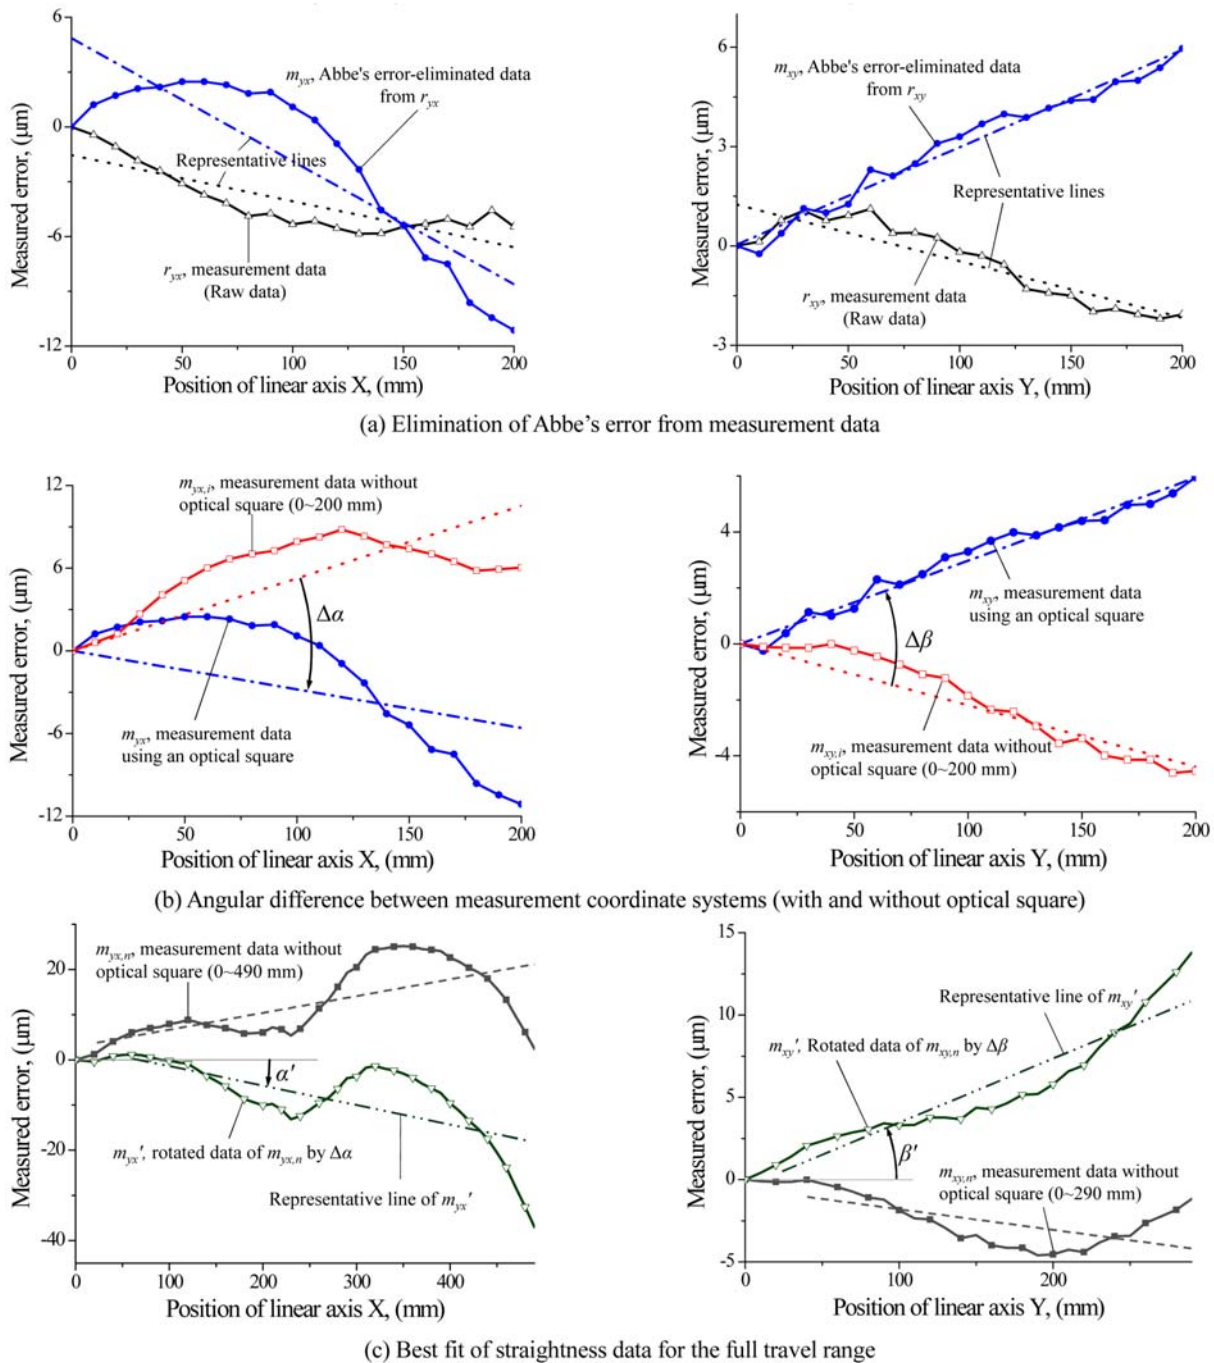 6
0
-6
-12
Measured error, (μm)
m_yx, Abbe's error-eliminated data
from r_yx
Representative lines
r_yx, measurement data
(Raw data)
0 50 100 150 200
Position of linear axis X, (mm)
6
3
0
-3
Measured error, (μm)
m_xy, Abbe's error-eliminated data
from r_xy
Representative lines
r_xy, measurement data
(Raw data)
0 50 100 150 200
Position of linear axis Y, (mm)
(a) Elimination of Abbe's error from measurement data
12
6
0
-6
-12
Measured error, (μm)
m_yx,i, measurement data without
optical square (0~200 mm)
Δα
m_yx, measurement data
using an optical square
0 50 100 150 200
Position of linear axis X, (mm)
4
0
-4
Measured error, (μm)
m_xy, measurement data
using an optical square
Δβ
m_xy,i, measurement data without
optical square (0~200 mm)
0 50 100 150 200
Position of linear axis Y, (mm)
(b) Angular difference between measurement coordinate systems (with and without optical square)
20
0
-20
-40
Measured error, (μm)
m_yx,n, measurement data without
optical square (0~490 mm)
α'
m_yx', rotated data of m_yx,n by Δα
Representative line of m_yx'
0 100 200 300 400
Position of linear axis X, (mm)
15
10
5
0
-5
Measured error, (μm)
Representative line of m_xy'
m_xy', Rotated data of m_xy,n by Δβ
β'
m_xy,n, measurement data without
optical square (0~290 mm)
0 100 200
Position of linear axis Y, (mm)
(c) Best fit of straightness data for the full travel range